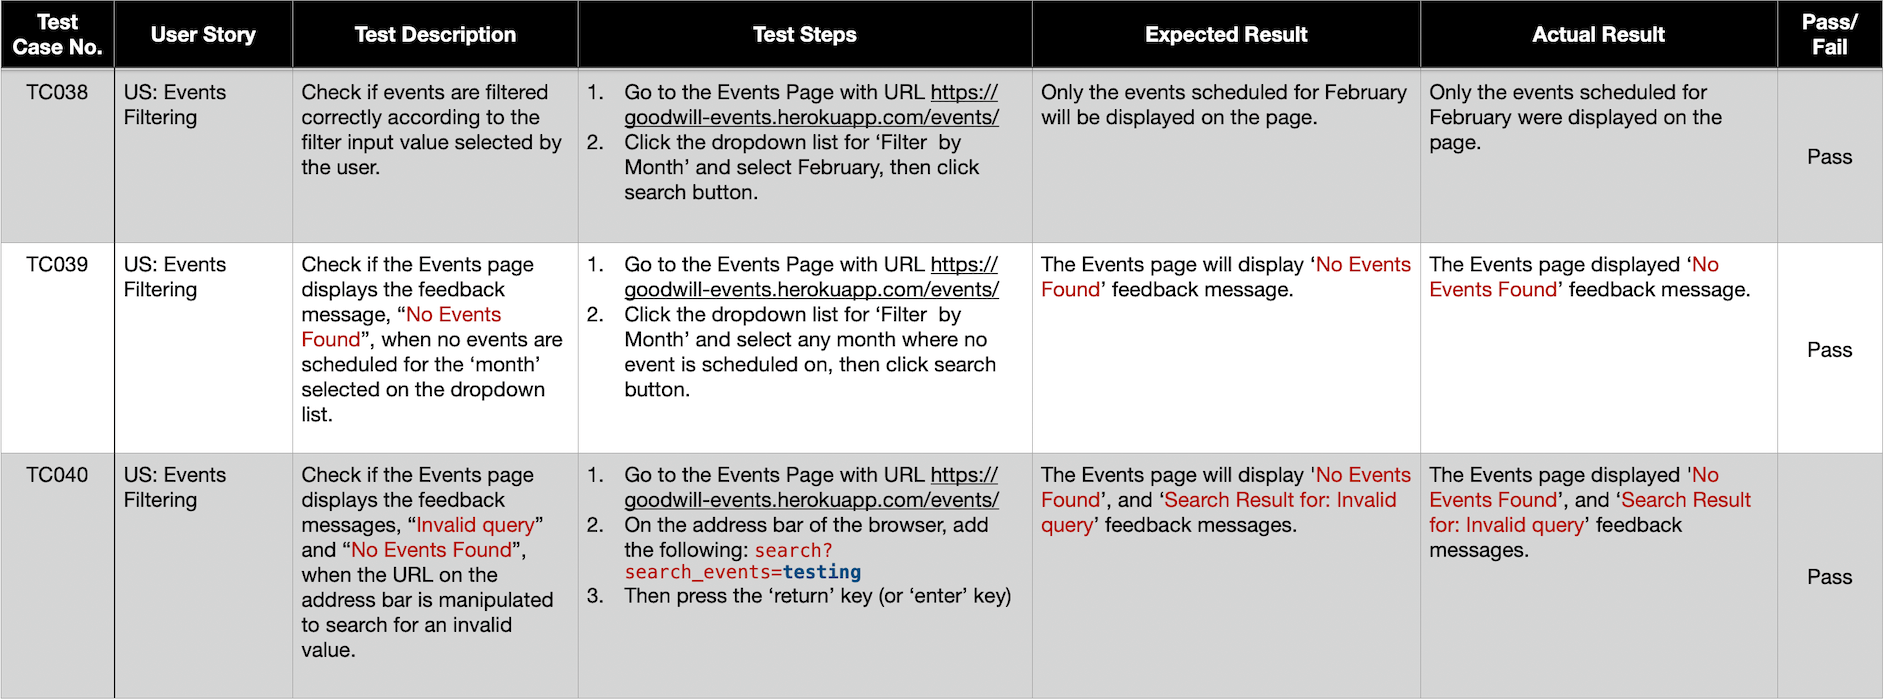 Test Case No.
User Story
Test Description
Test Steps
Expected Result
Actual Result
Pass/
Fail
TC038
US: Events
Filtering
Check if events are filtered
correctly according to the
filter input value selected by
the user.
1. Go to the Events Page with URL https://
goodwill-events.herokuapp.com/events/
2. Click the dropdown list for ‘Filter  by
Month’ and select February, then click
search button.
Only the events scheduled for February
will be displayed on the page.
Only the events scheduled for
February were displayed on the
page.
Pass
TC039
US: Events
Filtering
Check if the Events page
displays the feedback
message, “No Events
Found”, when no events are
scheduled for the ‘month’
selected on the dropdown
list.
1. Go to the Events Page with URL https://
goodwill-events.herokuapp.com/events/
2. Click the dropdown list for ‘Filter  by
Month’ and select any month where no
event is scheduled on, then click search
button.
The Events page will display ‘No Events
Found’ feedback message.
The Events page displayed ‘No
Events Found’ feedback message.
Pass
TC040
US: Events
Filtering
Check if the Events page
displays the feedback
messages, “Invalid query”
and “No Events Found”,
when the URL on the
address bar is manipulated
to search for an invalid
value.
1. Go to the Events Page with URL https://
goodwill-events.herokuapp.com/events/
2. On the address bar of the browser, add
the following: search?
search_events=testing
3. Then press the ‘return’ key (or ‘enter’ key)
The Events page will display 'No Events
Found’, and ‘Search Result for: Invalid
query’ feedback messages.
The Events page displayed 'No
Events Found’, and ‘Search Result
for: Invalid query’ feedback
messages.
Pass